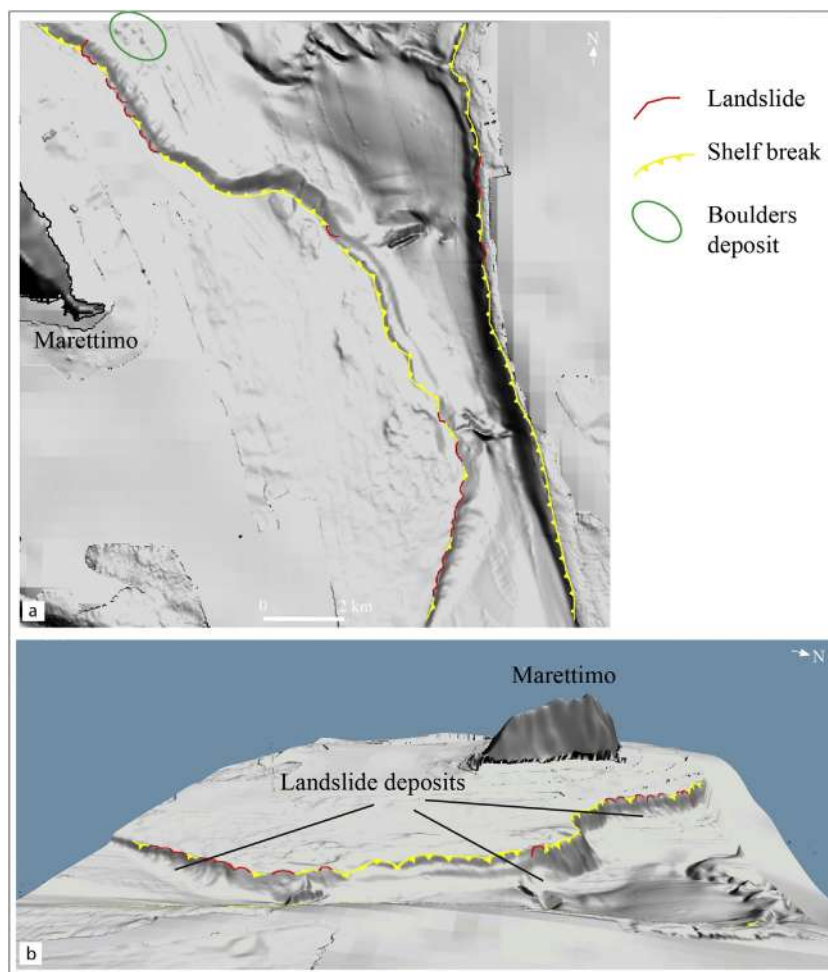 N
Landslide
Shelf break
Boulders
deposit
Marettimo
0 2 km
a
N
Marettimo
Landslide deposits
b